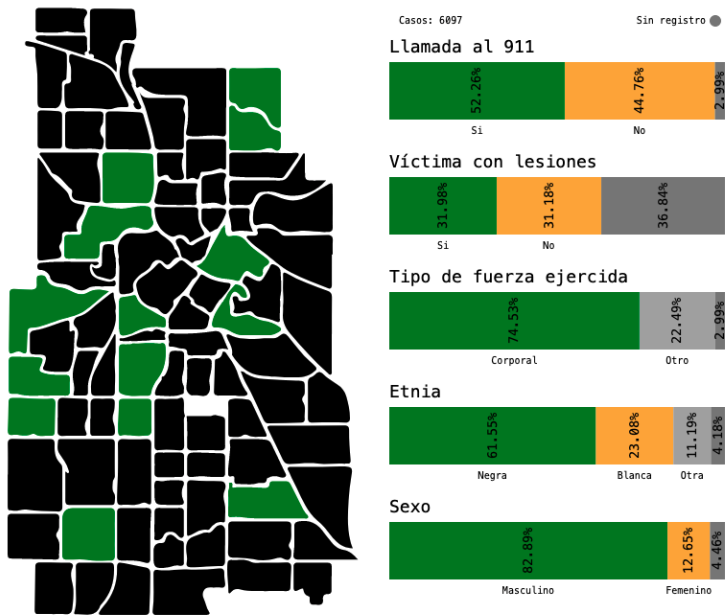 Casos: 6097
Sin registro
Llamada al 911
52.26%
44.76%
2.99%
Si
No
Víctima con lesiones
31.98%
31.18%
36.84%
Si
No
Tipo de fuerza ejercida
74.53%
22.49%
2.99%
Corporal
Otro
Etnia
61.55%
23.08%
11.19%
4.18%
Negra
Blanca
Otra
Sexo
82.89%
12.65%
4.46%
Masculino
Femenino